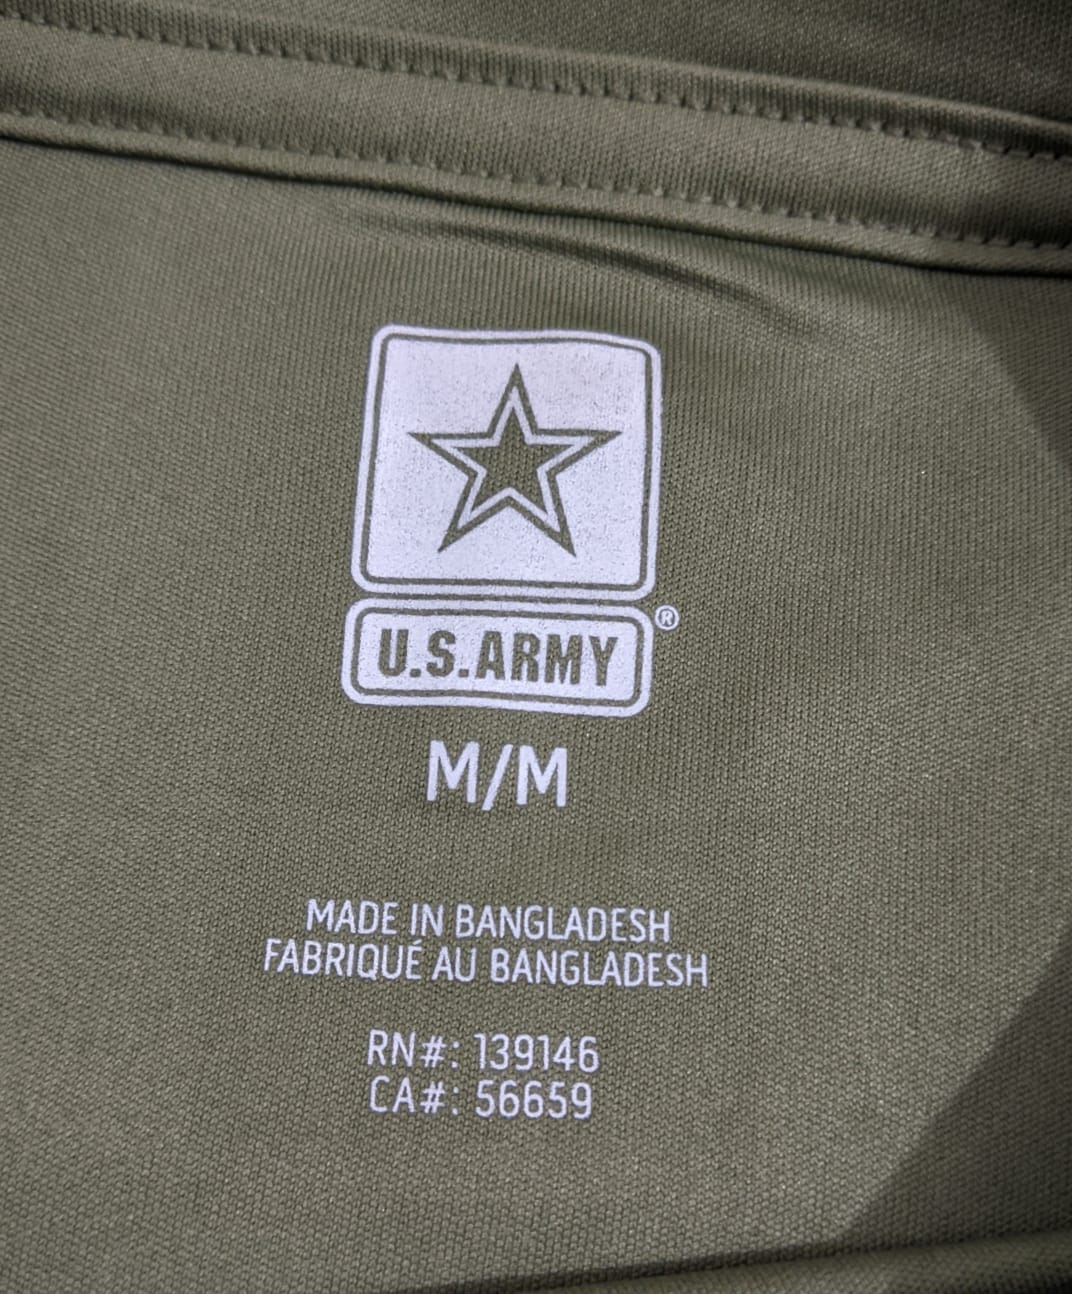 U.S.ARMY®
M/M
MADE IN BANGLADESH
FABRIQUÉ AU BANGLADESH
RN#: 139146
CA#: 56659